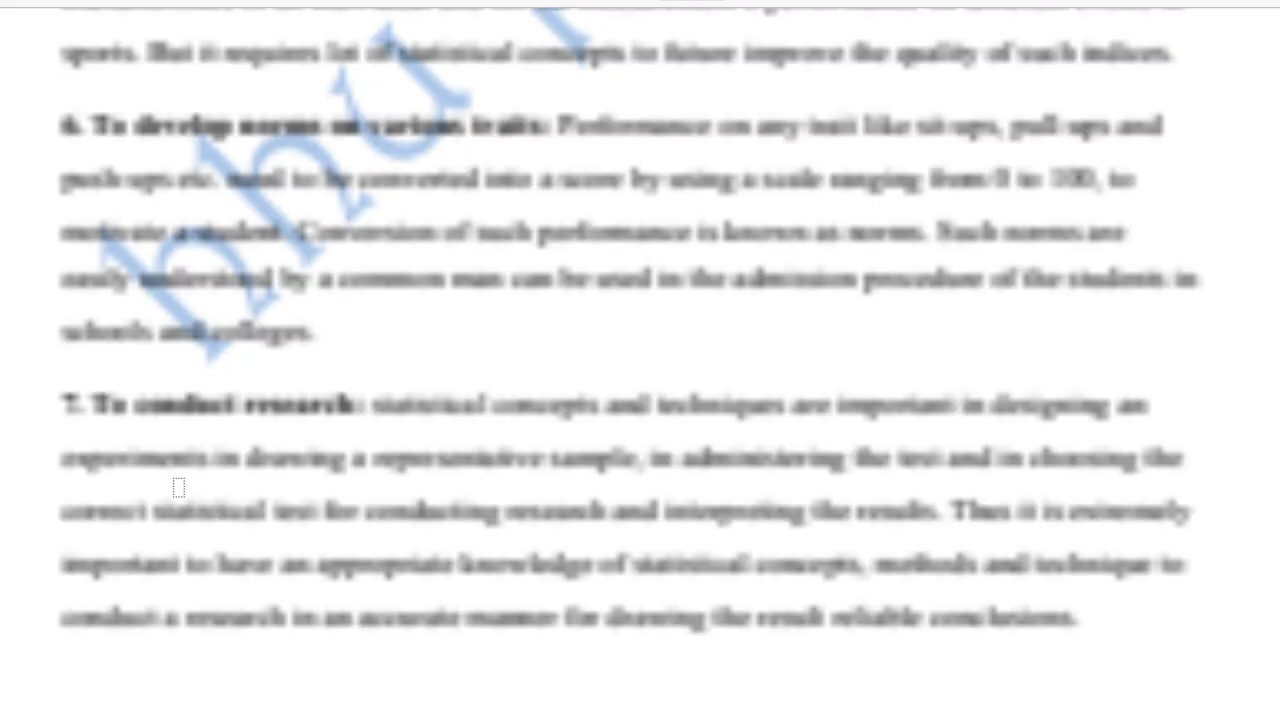 sports. But it requires lot of statistical concepts to future improve the quality of such indices.
6. To develop norms on various traits: Performance on any trait like sit-ups, pull-ups and
push-ups etc. need to be converted into a score by using a scale ranging from 0 to 100, to
motivate a student. Conversion of such performance is known as norms. Such norms are
easily understood by a common man can be used in the admission procedure of the students in
schools and colleges.
7. To conduct research: statistical concepts and techniques are important in designing an
experiments in drawing a representative sample, in administering the test and in choosing the
correct statistical test for conducting research and interpreting the results. Thus it is extremely
important to have an appropriate knowledge of statistical concepts, methods and technique to
conduct a research in an accurate manner for drawing the result reliable conclusions.
bhu